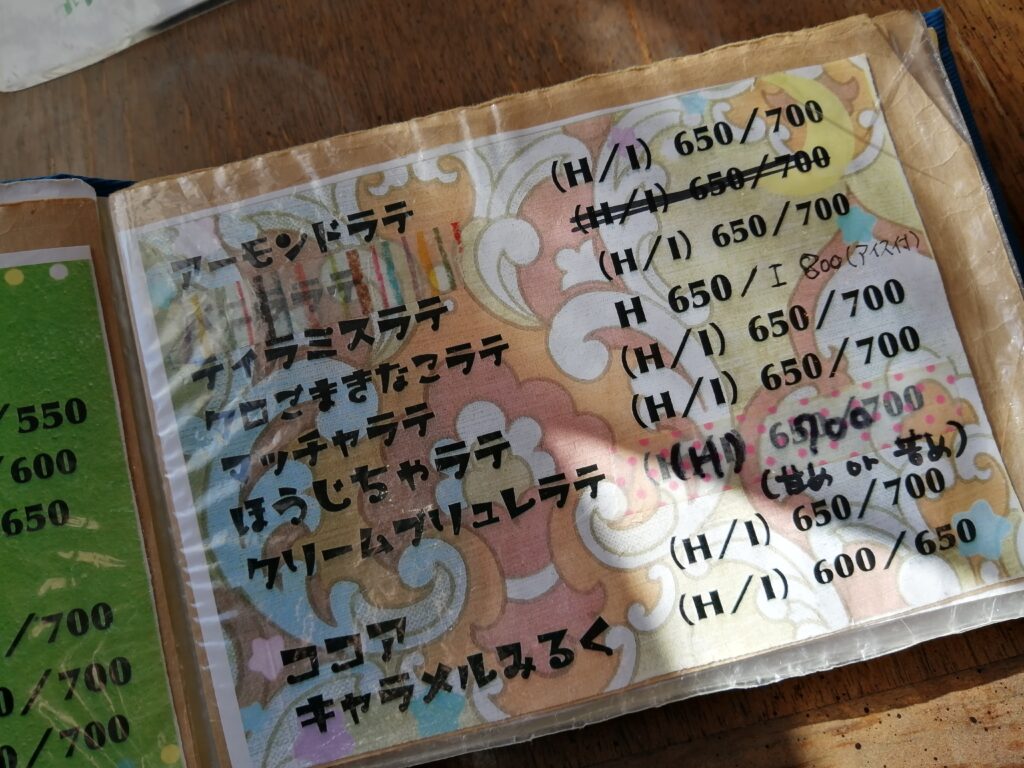 アーモンドラテ (H/I) 650/700
ラテ (H/I) 650/700
ティラミスラテ (H/I) 650/700
クロごまきなこラテ H 650/I 800(アイス付)
マッチャラテ (H/I) 650/700
ほうじちゃラテ (H/I) 650/700
クリームブリュレラテ (H) 700
(甘め or 苦め)
ココア (H/I) 650/700
キャラメルみるく (H/I) 600/650
/550
/600
650
/700
0/700
0/700